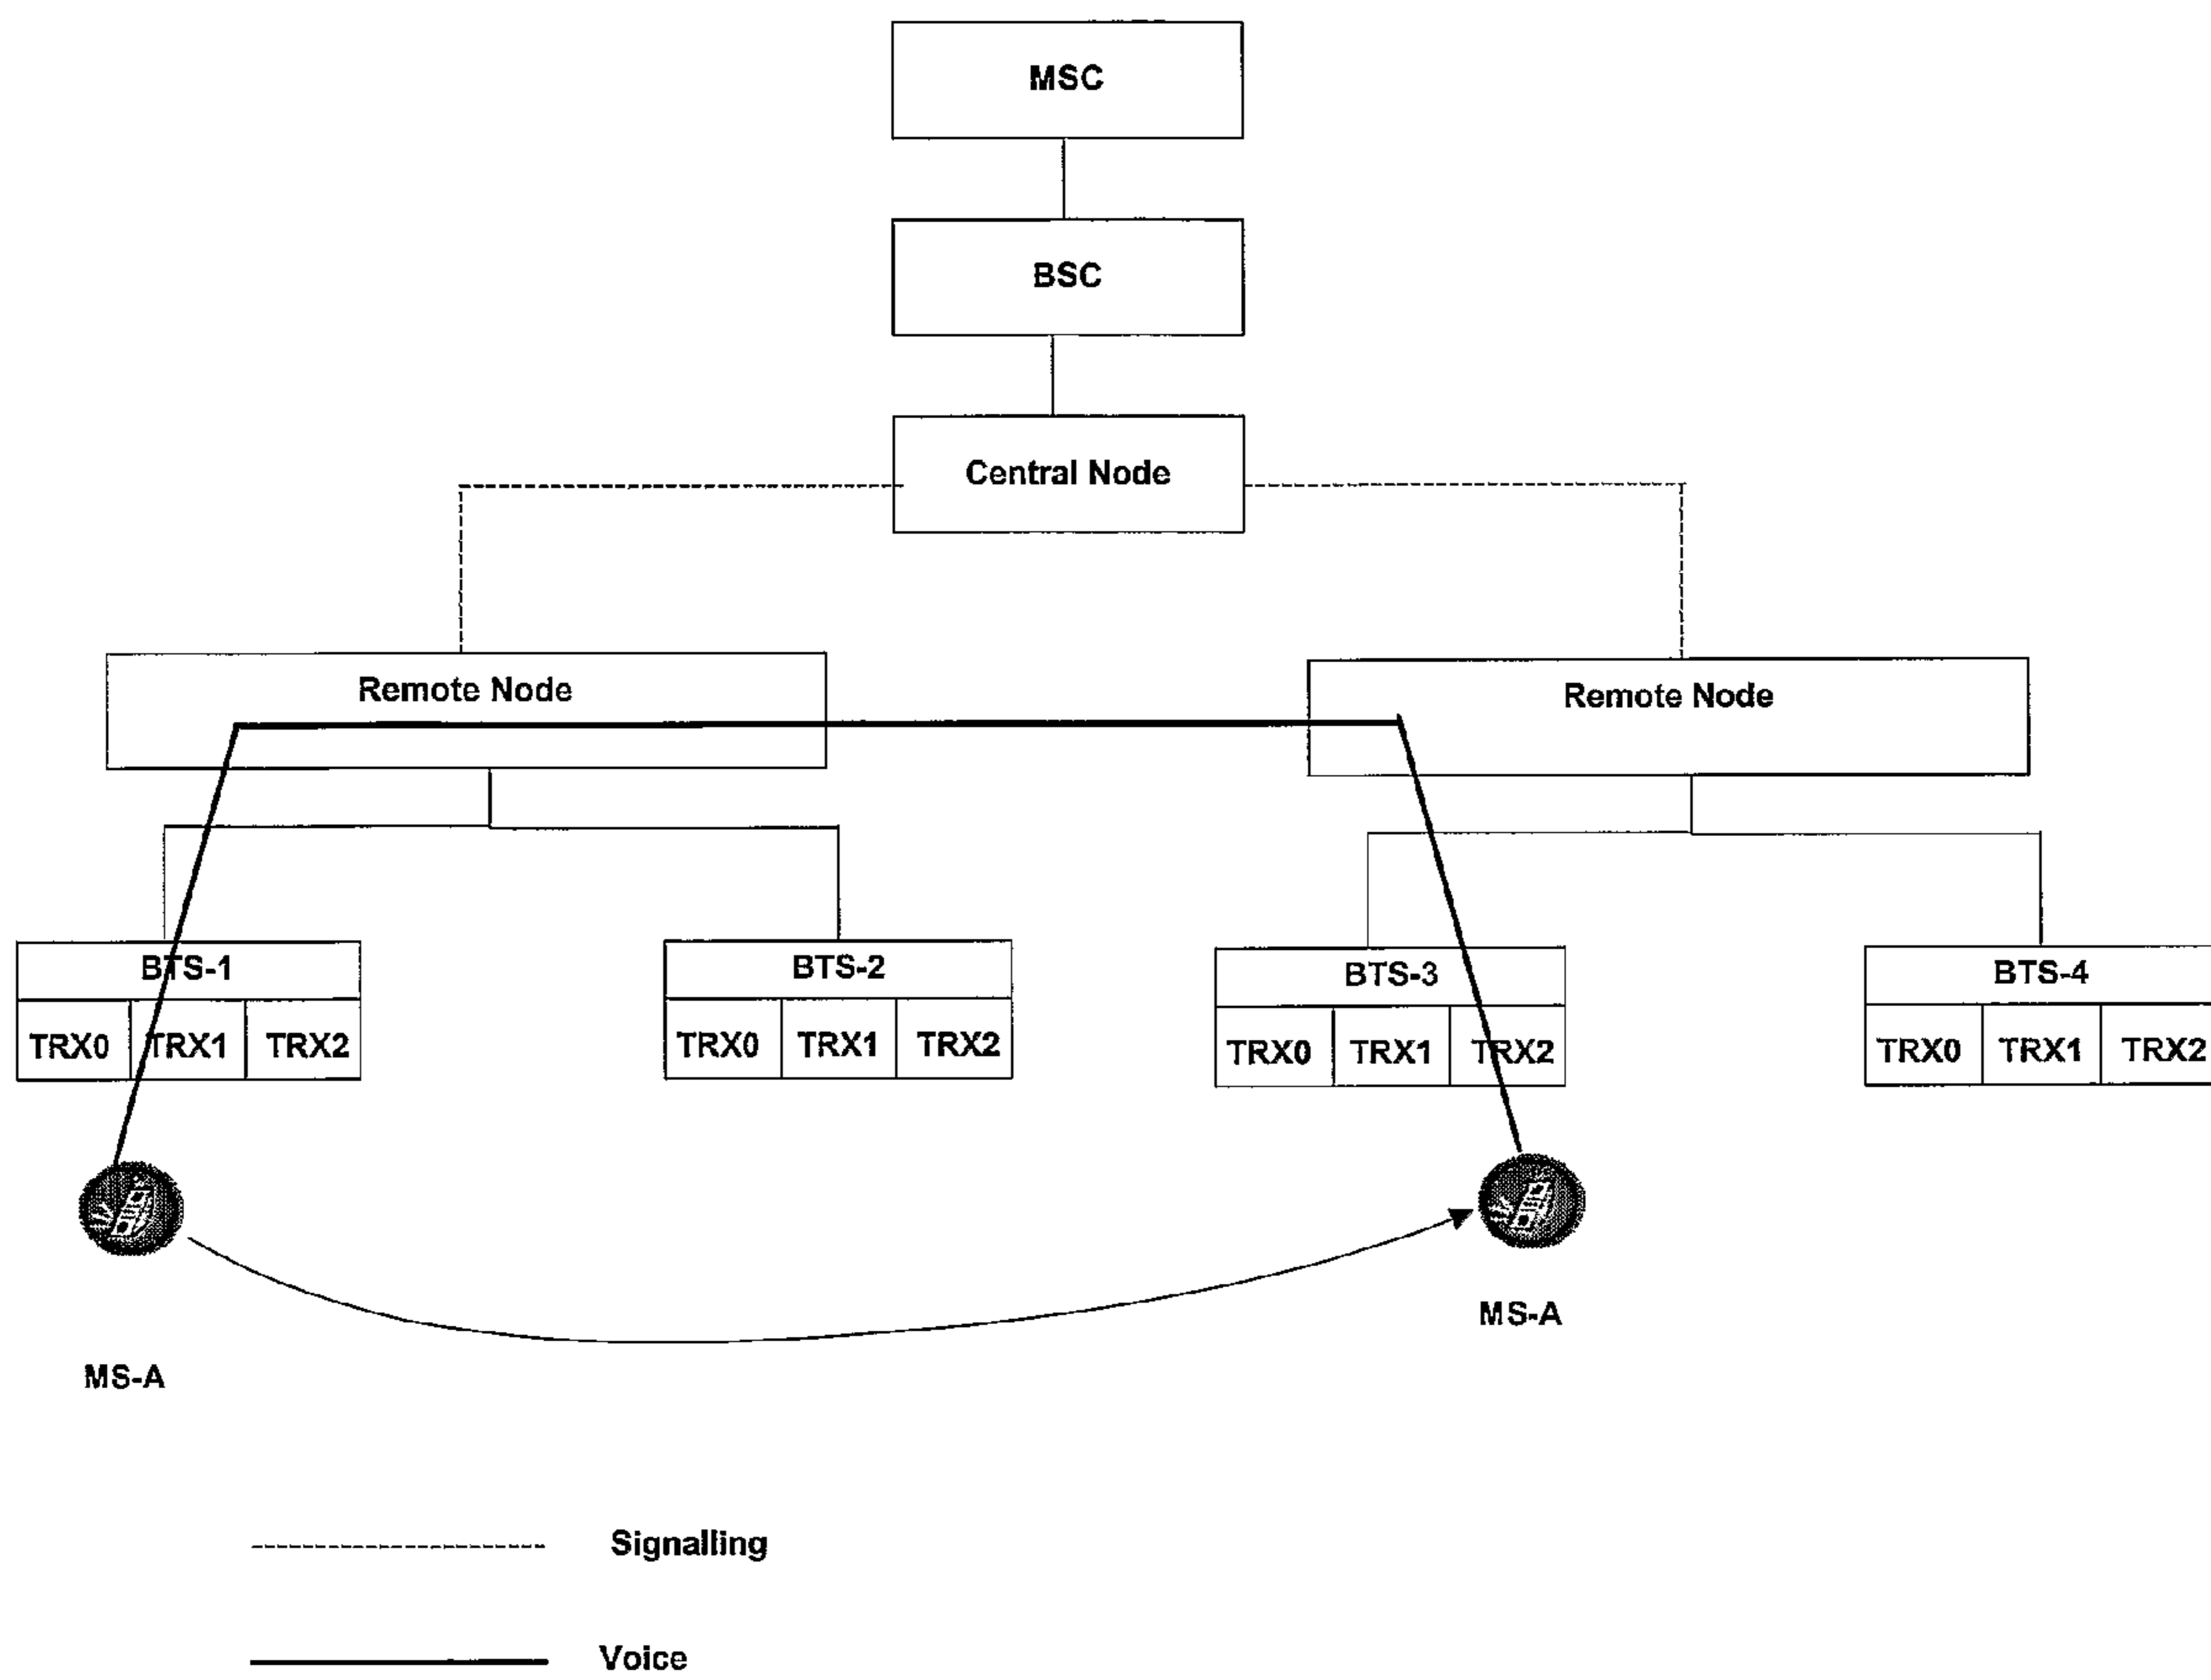 MSC
BSC
Central Node
Remote Node
Remote Node
BTS-1
TRX0 TRX1 TRX2
BTS-2
TRX0 TRX1 TRX2
BTS-3
TRX0 TRX1 TRX2
BTS-4
TRX0 TRX1 TRX2
MS-A
MS-A
Signalling
Voice